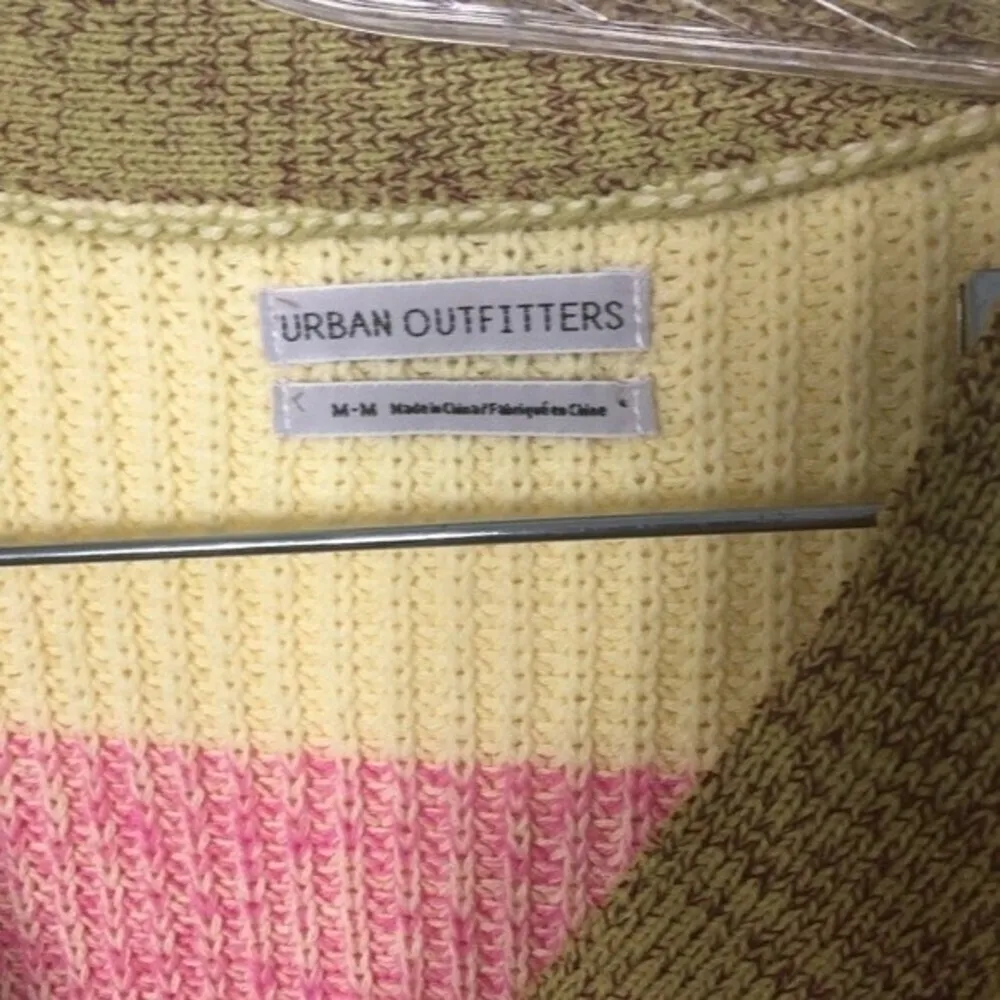 URBAN OUTFITTERS
M-M Made in China/Fabriqué en Chine